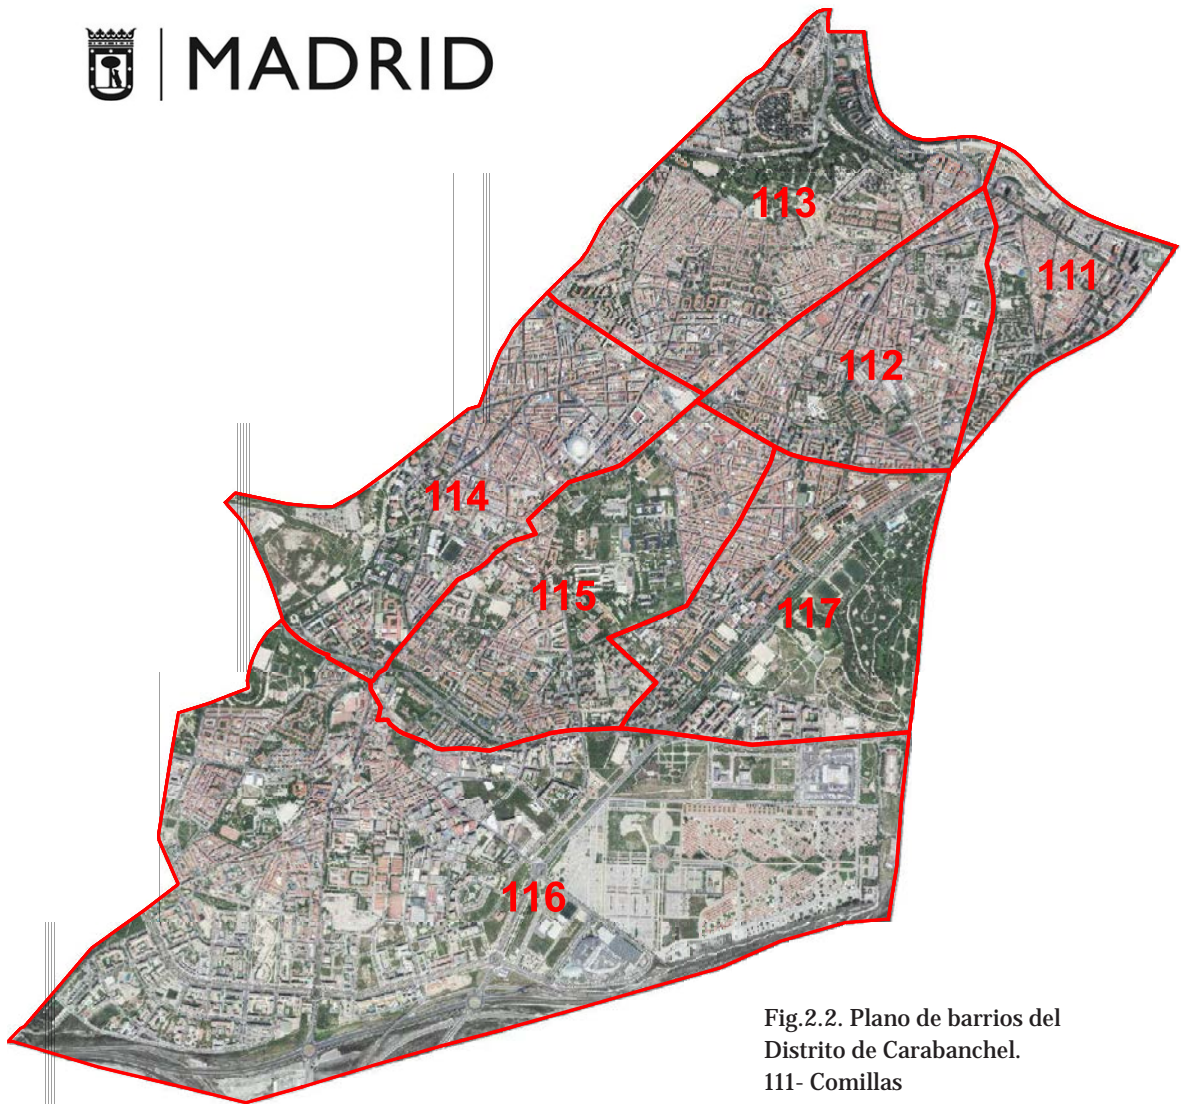 MADRID
113
111
112
114
115
117
116
Fig.2.2. Plano de barrios del
Distrito de Carabanchel.
111- Comillas